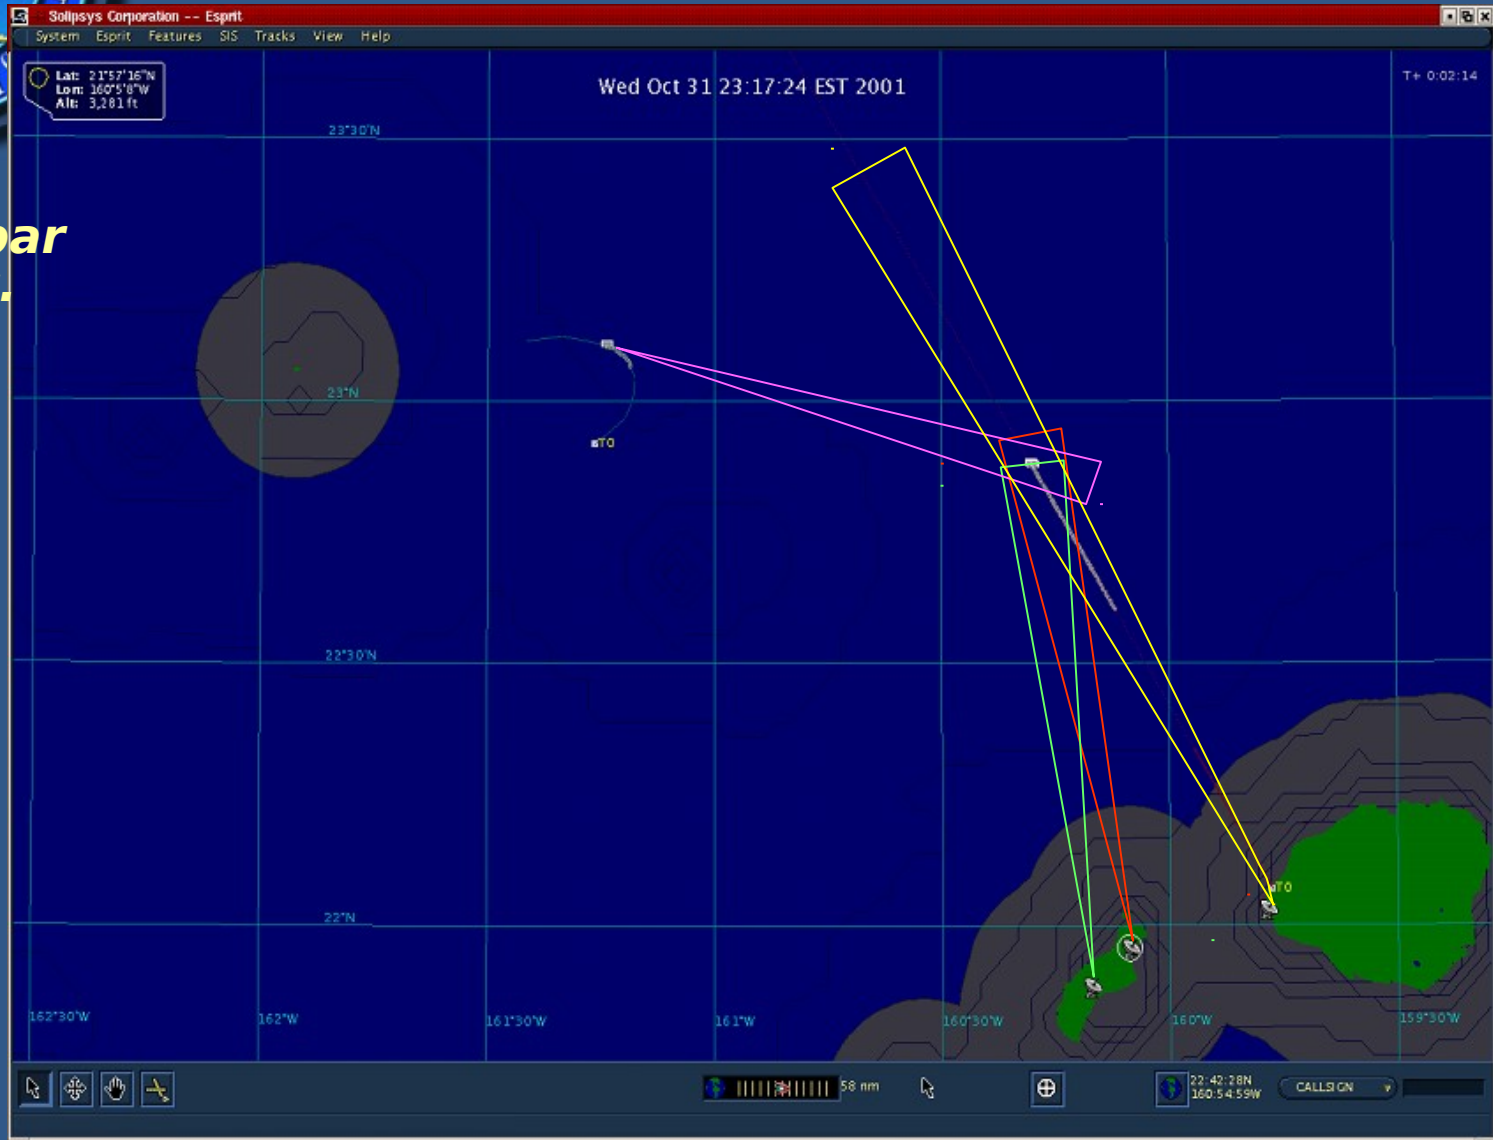 Solipsys Corporation -- Esprit
System Esprit Features SIS Tracks View Help
Lat: 21°57'16"N
Lon: 160°5'8"W
Alt: 3,281 ft
Wed Oct 31 23:17:24 EST 2001
T+ 0:02:14
23°30'N
bar
.
23°N
TO
22°30'N
TO
22°N
162°30'W
162°W
161°30'W
161°W
160°30'W
160°W
159°30'W
58 nm
22:42:28N
160:54:59W
CALLSIGN